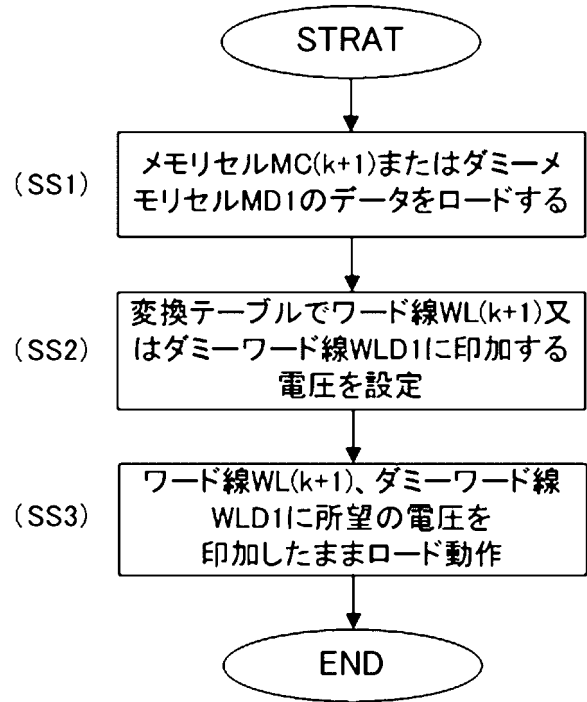 STRAT
(SS1)
メモリセルMC(k+1)またはダミーメ
モリセルMD1のデータをロードする
(SS2)
変換テーブルでワード線WL(k+1)又
はダミーワード線WLD1に印加する
電圧を設定
(SS3)
ワード線WL(k+1)、ダミーワード線
WLD1に所望の電圧を
印加したままロード動作
END